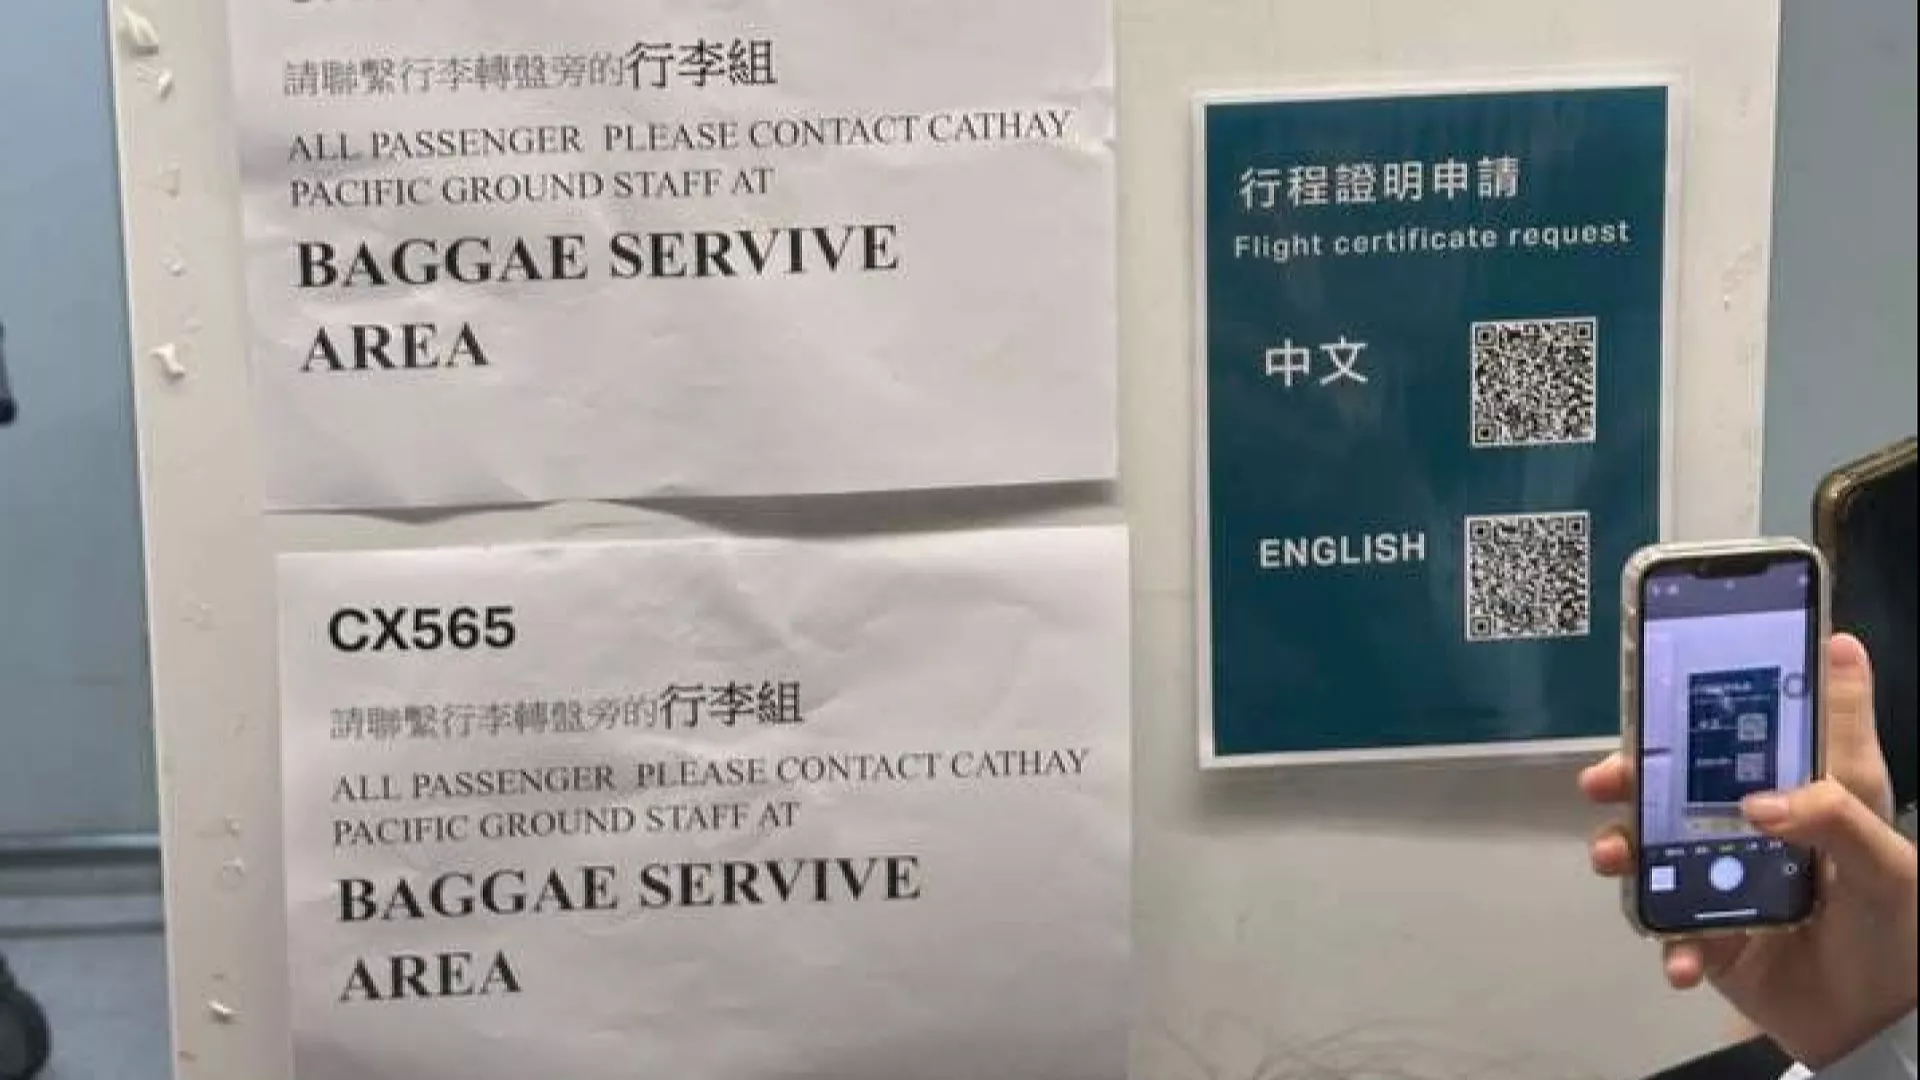 請聯繫行李轉盤旁的行李組
ALL PASSENGER PLEASE CONTACT CATHAY
PACIFIC GROUND STAFF AT
BAGGAE SERVIVE
AREA
CX565
請聯繫行李轉盤旁的行李組
ALL PASSENGER PLEASE CONTACT CATHAY
PACIFIC GROUND STAFF AT
BAGGAE SERVIVE
AREA
行程證明申請
Flight certificate request
中文
ENGLISH